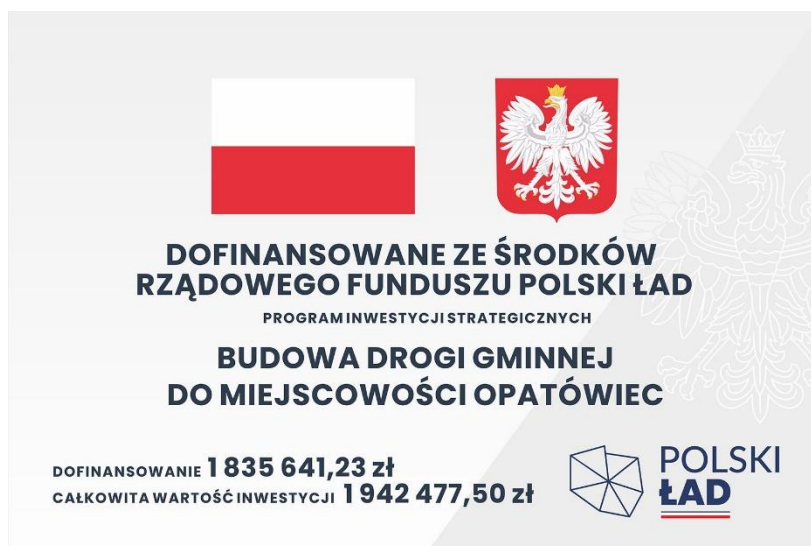 DOFINANSOWANE ZE ŚRODKÓW
RZĄDOWEGO FUNDUSZU POLSKI ŁAD
PROGRAM INWESTYCJI STRATEGICZNYCH
BUDOWA DROGI GMINNEJ
DO MIEJSCOWOŚCI OPATÓWIEC
DOFINANSOWANIE 1 835 641,23 zł
CAŁKOWITA WARTOŚĆ INWESTYCJI 1 942 477,50 zł
POLSKI
ŁAD